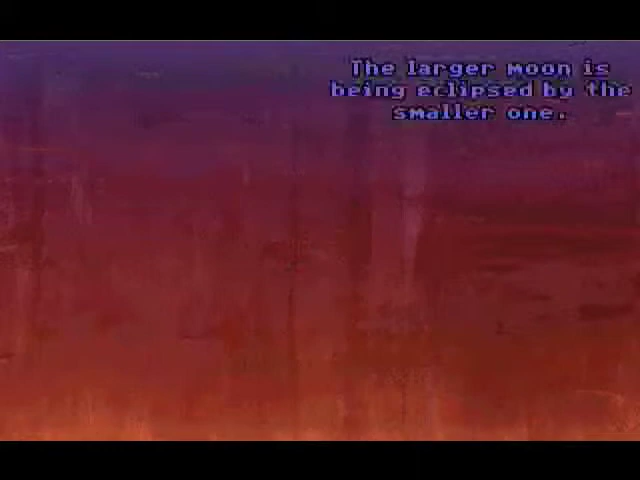 The larger moon is
being eclipsed by the
smaller one.